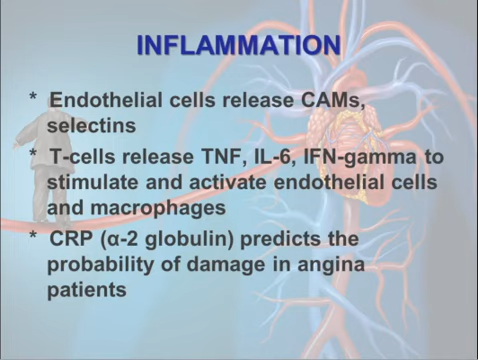 INFLAMMATION
* Endothelial cells release CAMs,
selectins
* T-cells release TNF, IL-6, IFN-gamma to
stimulate and activate endothelial cells
and macrophages
* CRP (α-2 globulin) predicts the
probability of damage in angina
patients